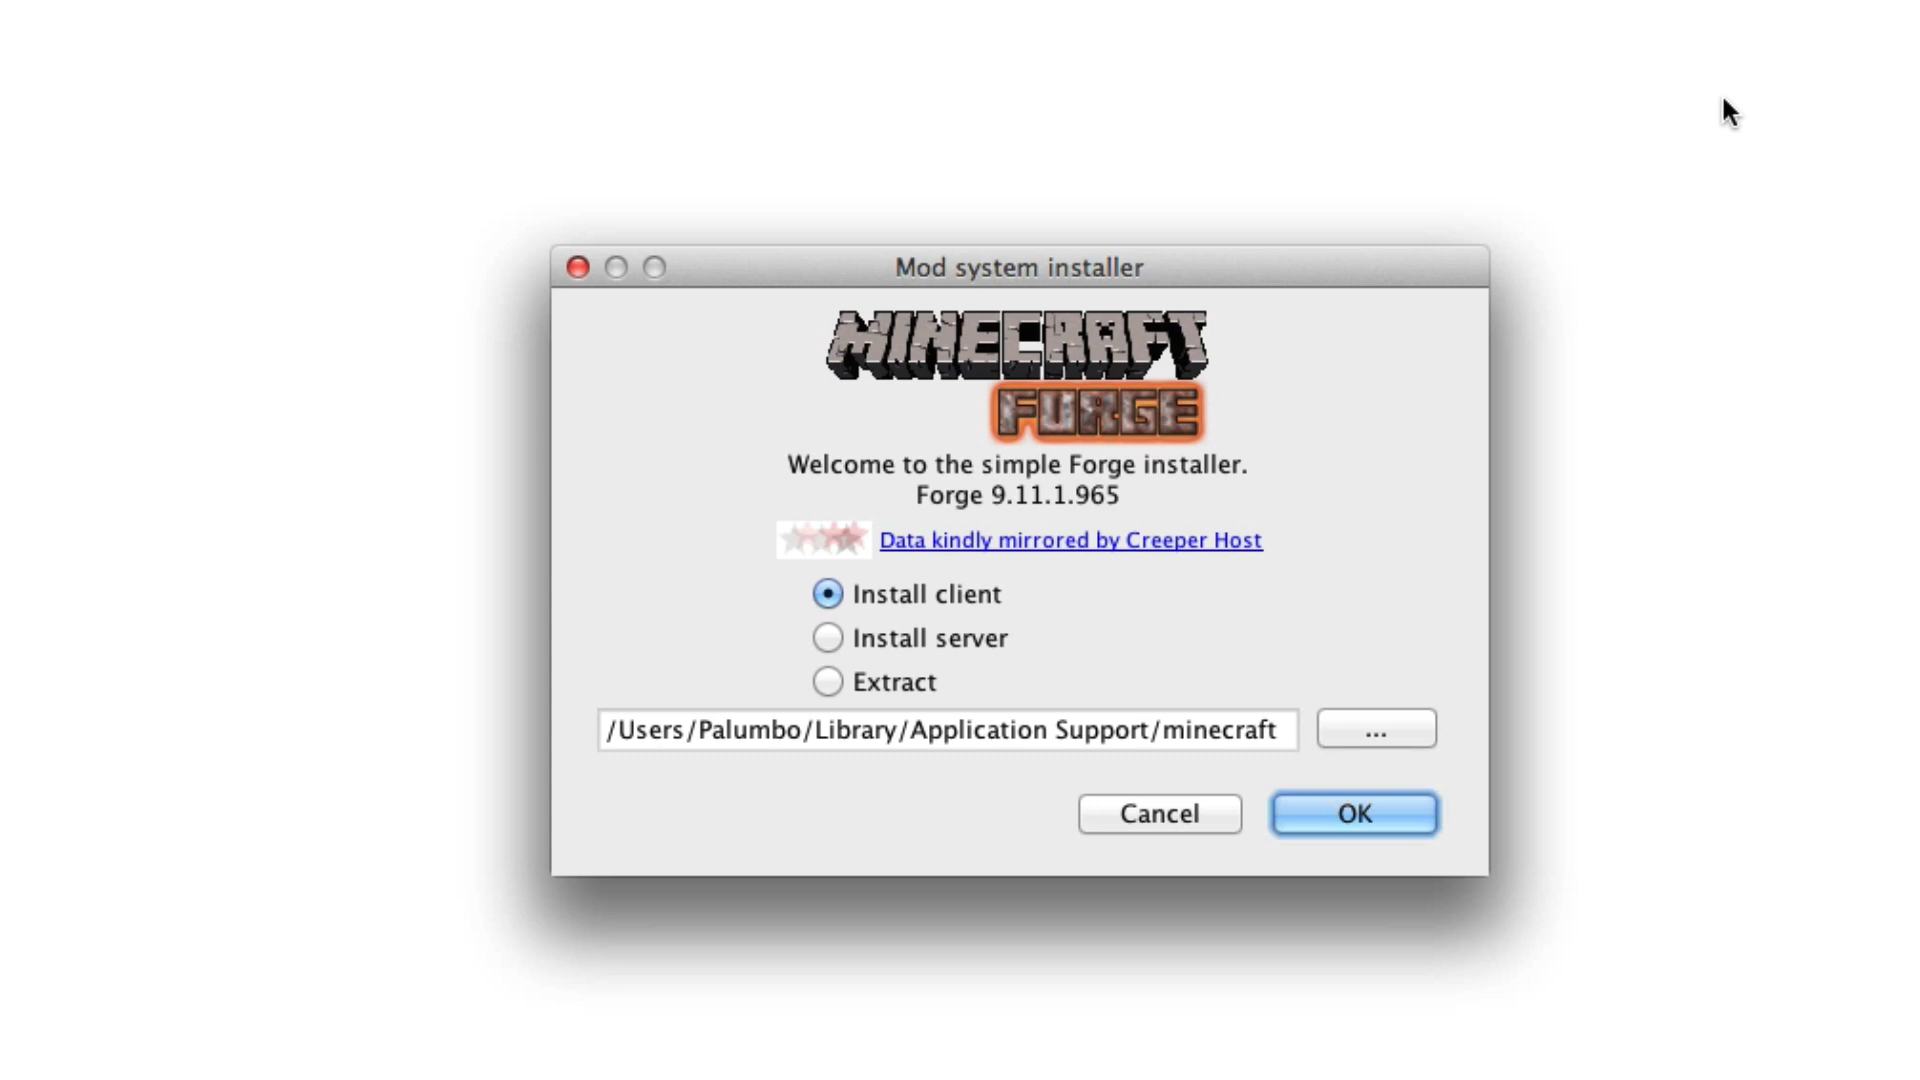 Mod system installer
MINECRAFT
FORGE
Welcome to the simple Forge installer.
Forge 9.11.1.965
Data kindly mirrored by Creeper Host
Install client
Install server
Extract
/Users/Palumbo/Library/Application Support/minecraft
...
Cancel
OK